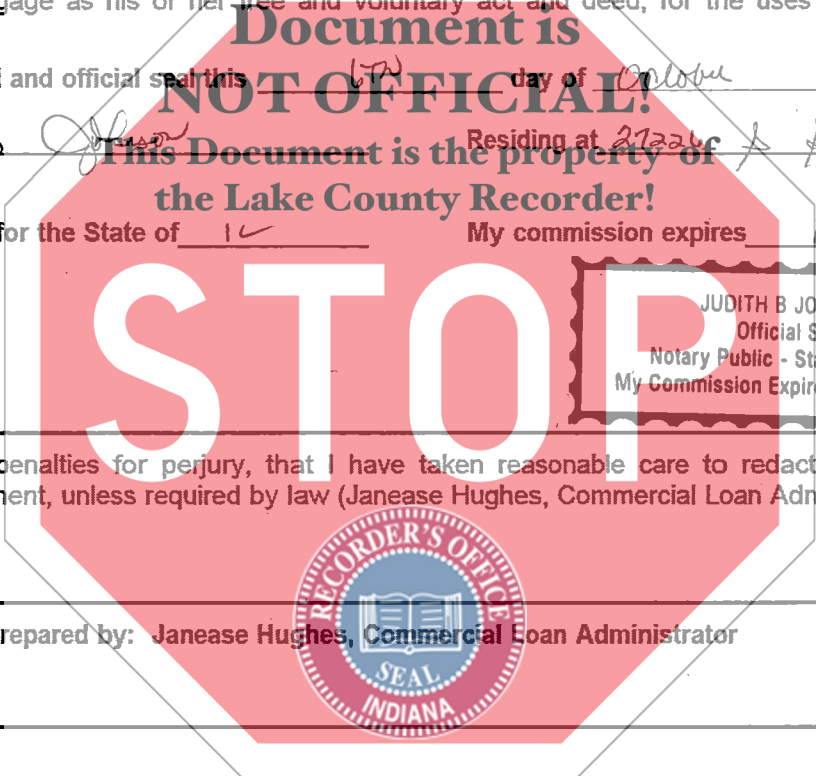 gage as his or her free and voluntary act and deed, for the uses
Document is
and official seal this 6TH day of October
NOT OFFICIAL!
Johnson Residing at 27226
This Document is the property of
the Lake County Recorder!
for the State of IL My commission expires
STOP
JUDITH B JO
Official S
Notary Public - Sta
My Commission Expire
penalties for perjury, that I have taken reasonable care to redact
ment, unless required by law (Janease Hughes, Commercial Loan Adm
RECORDER'S OFFICE
SEAL
INDIANA
repared by: Janease Hughes, Commercial Loan Administrator